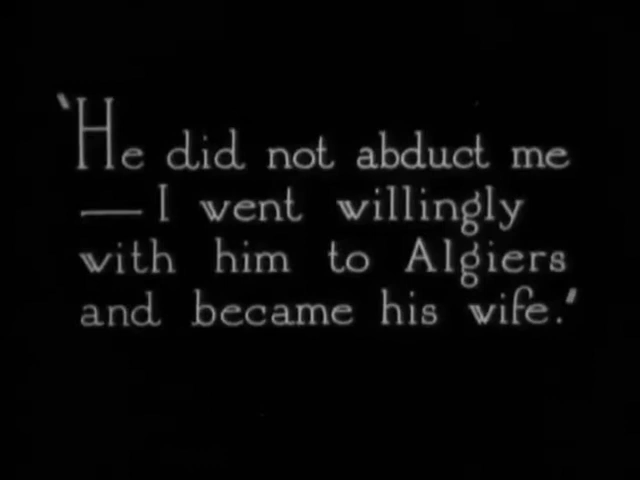 'He did not abduct me
— I went willingly
with him to Algiers
and became his wife.'